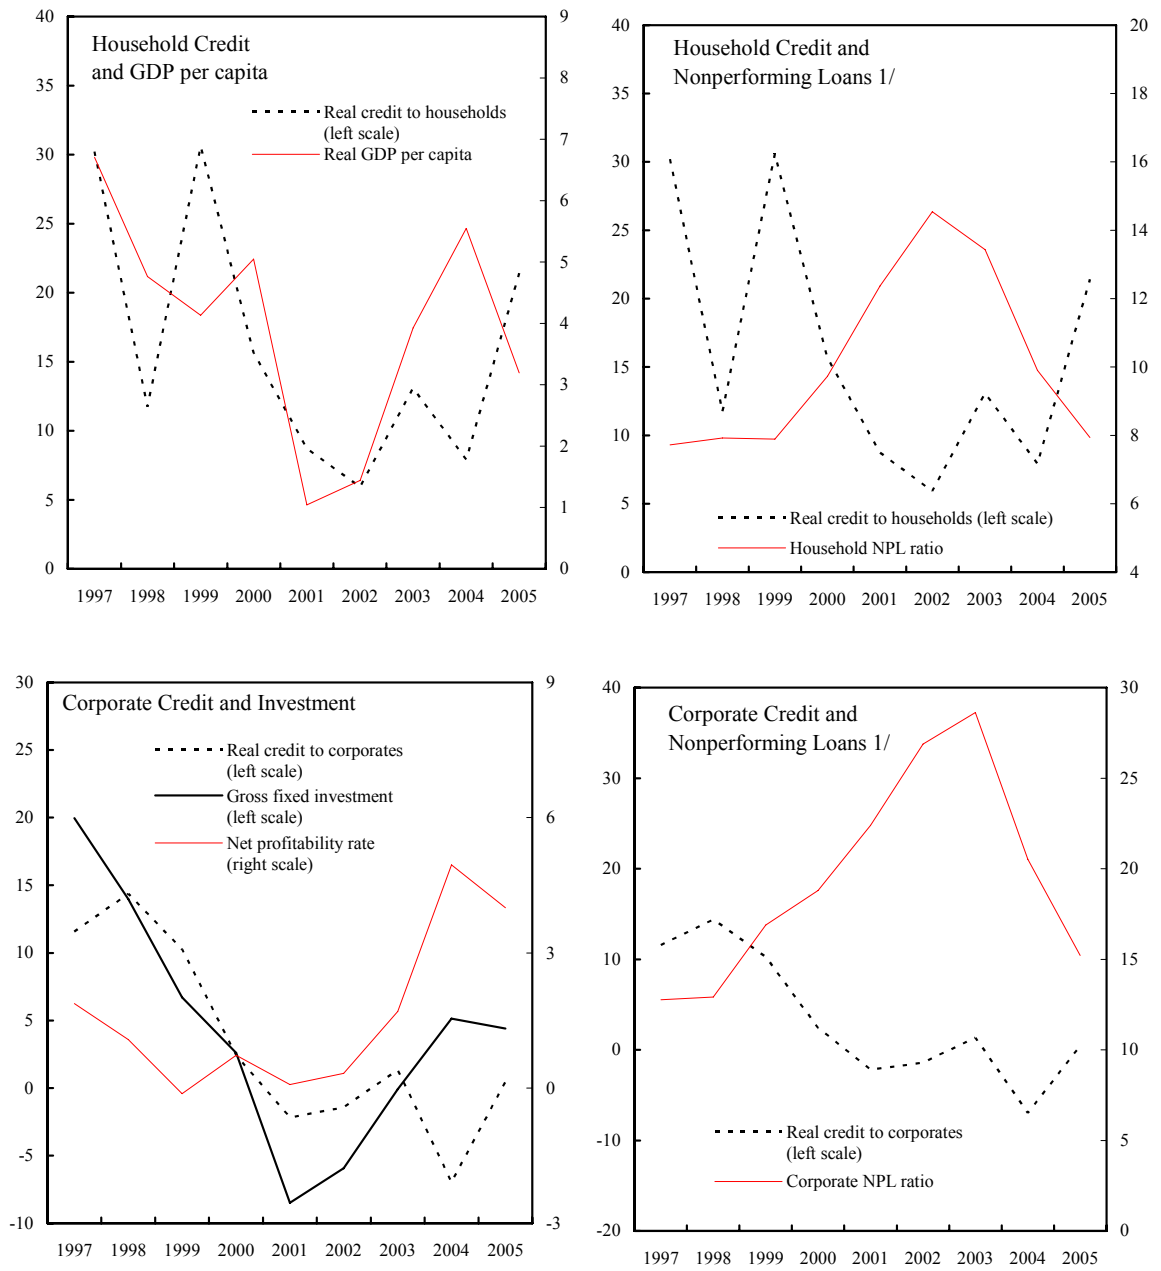 Household Credit
and GDP per capita
Real credit to households
(left scale)
Real GDP per capita
40
35
30
25
20
15
10
5
0
9
8
7
6
5
4
3
2
1
0
1997 1998 1999 2000 2001 2002 2003 2004 2005
Household Credit and
Nonperforming Loans 1/
Real credit to households (left scale)
Household NPL ratio
40
35
30
25
20
15
10
5
0
20
18
16
14
12
10
8
6
4
1997 1998 1999 2000 2001 2002 2003 2004 2005
Corporate Credit and Investment
Real credit to corporates
(left scale)
Gross fixed investment
(left scale)
Net profitability rate
(right scale)
30
25
20
15
10
5
0
-5
-10
9
6
3
0
-3
1997 1998 1999 2000 2001 2002 2003 2004 2005
Corporate Credit and
Nonperforming Loans 1/
Real credit to corporates
(left scale)
Corporate NPL ratio
40
30
20
10
0
-10
-20
30
25
20
15
10
5
0
1997 1998 1999 2000 2001 2002 2003 2004 2005